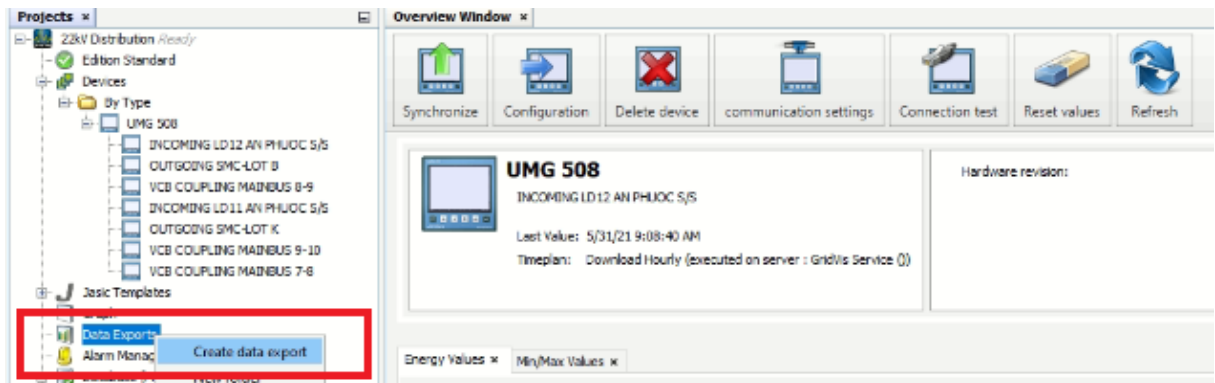 Projects
22kV Distribution Ready
Edition Standard
Devices
By Type
UMG 508
INCOMING LD12 AN PHUOC S/S
OUTGOING SMC-LOT B
VCB COUPLING MAINBUS 8-9
INCOMING LD11 AN PHUOC S/S
OUTGOING SMC-LOT K
VCB COUPLING MAINBUS 9-10
VCB COUPLING MAINBUS 7-8
Jasic Templates
Data Exports
Create data export
Alarm Manag
Overview Window
Synchronize
Configuration
Delete device
communication settings
Connection test
Reset values
Refresh
UMG 508
INCOMING LD12 AN PHUOC S/S
Last Value: 5/31/21 9:08:40 AM
Timeplan: Download Hourly (executed on server : GridVis Service ())
Hardware revision:
Energy Values
Min/Max Values